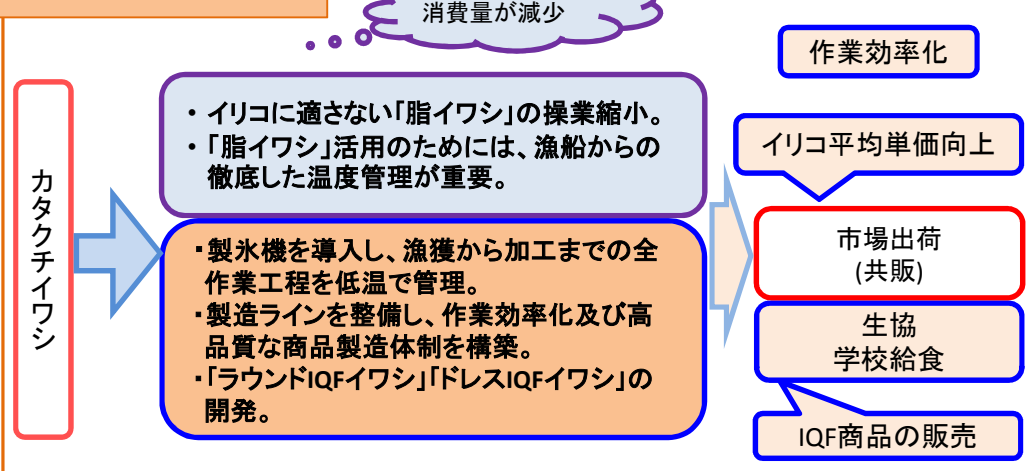 消費量が減少
作業効率化
カタクチイワシ
・ イリコに適さない「脂イワシ」の操業縮小。
・ 「脂イワシ」活用のためには、漁船からの
徹底した温度管理が重要。
・製氷機を導入し、漁獲から加工までの全
作業工程を低温で管理。
・製造ラインを整備し、作業効率化及び高
品質な商品製造体制を構築。
・「ラウンドIQFイワシ」「ドレスIQFイワシ」の
開発。
イリコ平均単価向上
市場出荷
(共販)
生協
学校給食
IQF商品の販売